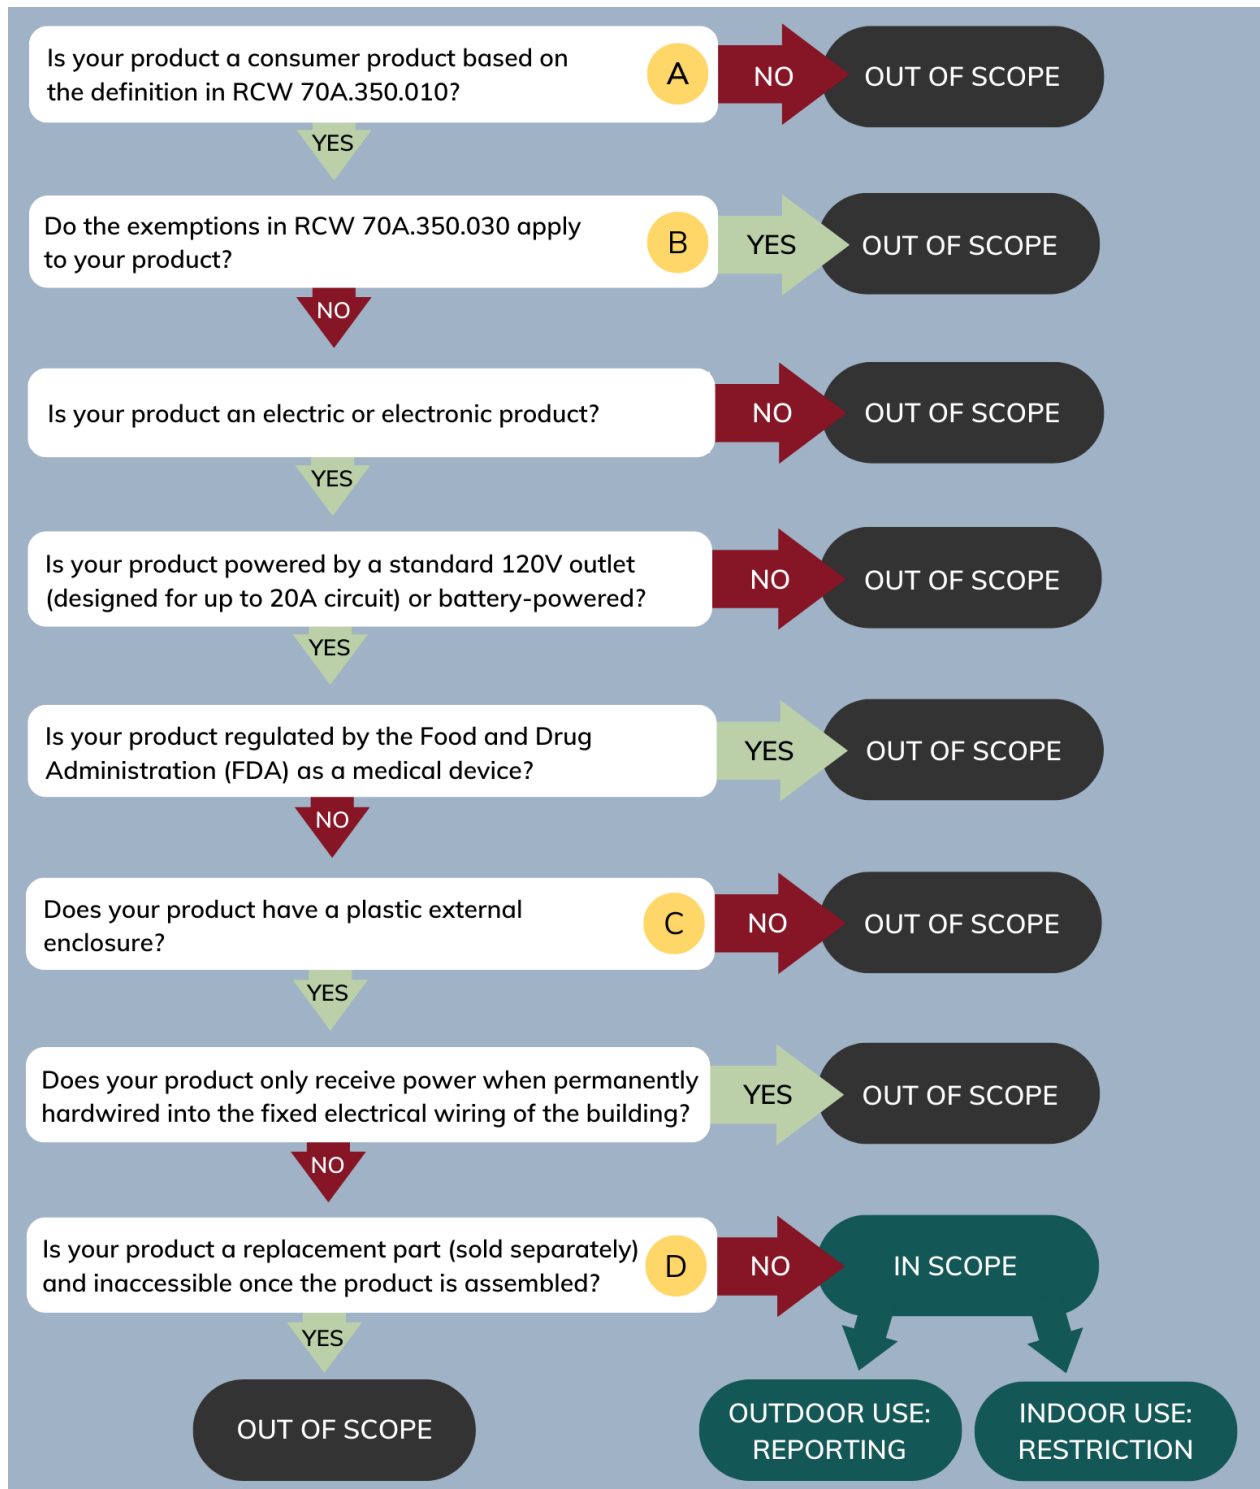 Is your product a consumer product based on
the definition in RCW 70A.350.010?
A
NO
OUT OF SCOPE
YES
Do the exemptions in RCW 70A.350.030 apply
to your product?
B
YES
OUT OF SCOPE
NO
Is your product an electric or electronic product?
NO
OUT OF SCOPE
YES
Is your product powered by a standard 120V outlet
(designed for up to 20A circuit) or battery-powered?
NO
OUT OF SCOPE
YES
Is your product regulated by the Food and Drug
Administration (FDA) as a medical device?
YES
OUT OF SCOPE
NO
Does your product have a plastic external
enclosure?
C
NO
OUT OF SCOPE
YES
Does your product only receive power when permanently
hardwired into the fixed electrical wiring of the building?
YES
OUT OF SCOPE
NO
Is your product a replacement part (sold separately)
and inaccessible once the product is assembled?
D
NO
IN SCOPE
YES
OUT OF SCOPE
OUTDOOR USE:
REPORTING
INDOOR USE:
RESTRICTION